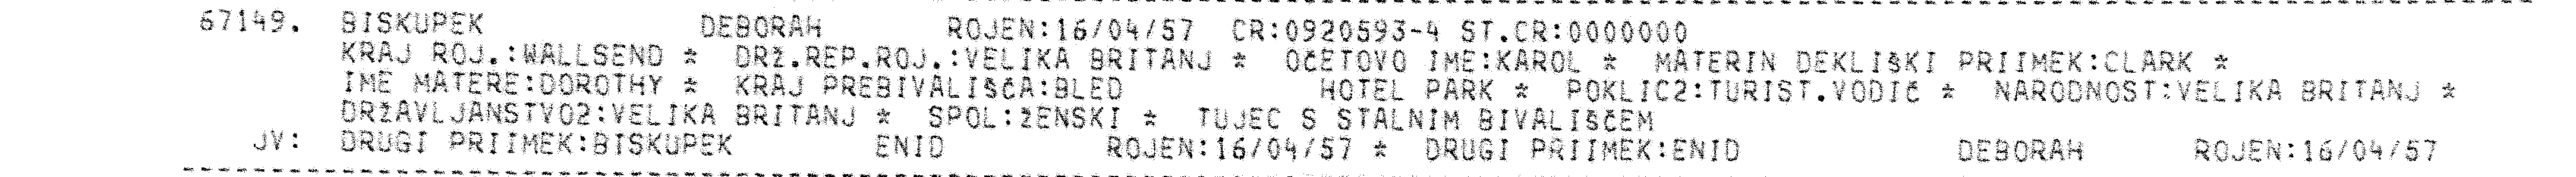 67149. BISKUPEK DEBORAH ROJEN:16/04/57 CR:0920593-4 ST.CR:0000000
KRAJ ROJ.:WALLSEND * DRŽ.REP.ROJ.:VELIKA BRITANJ * OČETOVO IME:KAROL * MATERIN DEKLIŠKI PRIIMEK:CLARK *
IME MATERE:DOROTHY * KRAJ PREBIVALIŠČA:BLED HOTEL PARK * POKLIC2:TURIST.VODIČ * NARODNOST:VELIKA BRITANJ *
DRŽAVLJANSTVO2:VELIKA BRITANJ * SPOL:ŽENSKI * TUJEC S STALNIM BIVALIŠČEM
JV: DRUGI PRIIMEK:BISKUPEK ENID ROJEN:16/04/57 * DRUGI PRIIMEK:ENID DEBORAH ROJEN:16/04/57